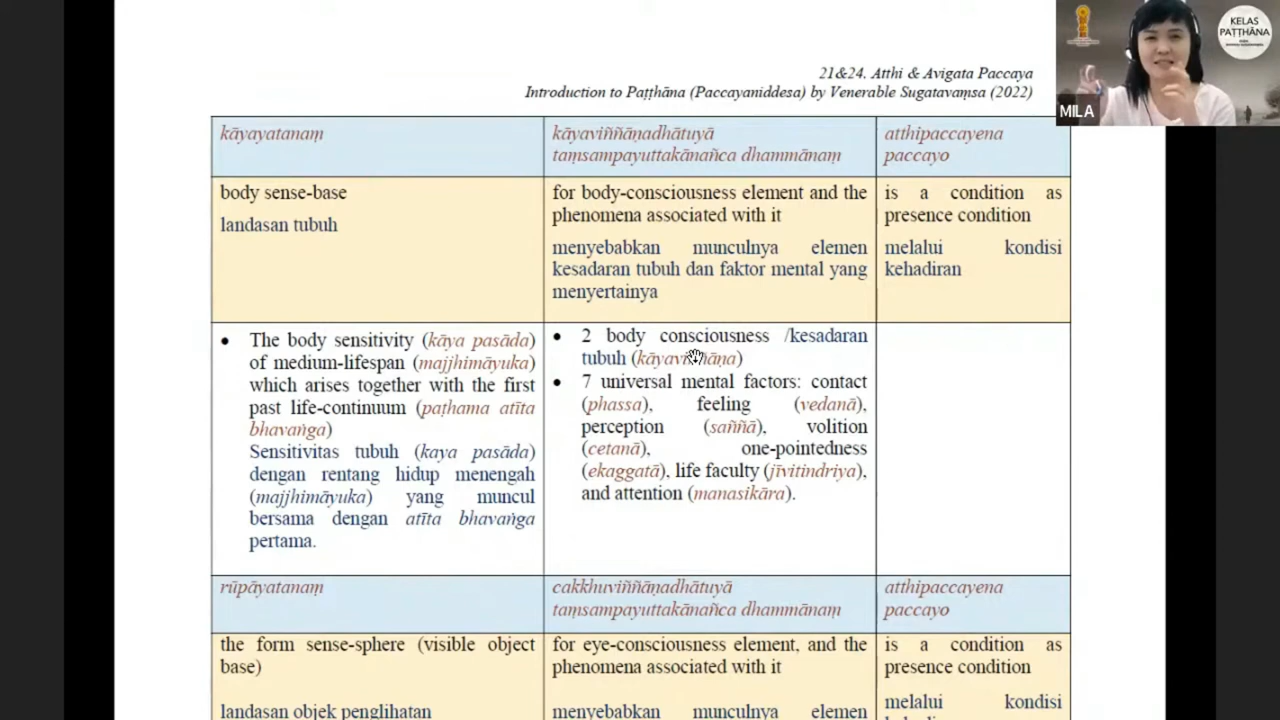 21&24. Atthi & Avigata Paccaya
Introduction to Paṭṭhāna (Paccayaniddesa) by Venerable Sugatavaṃsa (2022)
KELAS
PAṬṬHĀNA
MILA
kāyayatanaṃ
kāyaviññāṇadhātuyā
taṃsampayuttakānañca dhammānaṃ
atthipaccayena
paccayo
body sense-base
landasan tubuh
for body-consciousness element and the
phenomena associated with it
menyebabkan munculnya elemen
kesadaran tubuh dan faktor mental yang
menyertainya
is a condition as
presence condition
melalui kondisi
kehadiran
• The body sensitivity (kāya pasāda)
of medium-lifespan (majjhimāyuka)
which arises together with the first
past life-continuum (paṭhama atīta
bhavaṅga)
Sensitivitas tubuh (kaya pasāda)
dengan rentang hidup menengah
(majjhimāyuka) yang muncul
bersama dengan atīta bhavaṅga
pertama.
• 2 body consciousness /kesadaran
tubuh (kāyaviññāṇa)
• 7 universal mental factors: contact
(phassa), feeling (vedanā),
perception (saññā), volition
(cetanā), one-pointedness
(ekaggatā), life faculty (jīvitindriya),
and attention (manasikāra).
rūpāyatanaṃ
cakkhuviññāṇadhātuyā
taṃsampayuttakānañca dhammānaṃ
atthipaccayena
paccayo
the form sense-sphere (visible object
base)
landasan objek penglihatan
for eye-consciousness element, and the
phenomena associated with it
menyebabkan munculnya elemen
is a condition as
presence condition
melalui kondisi